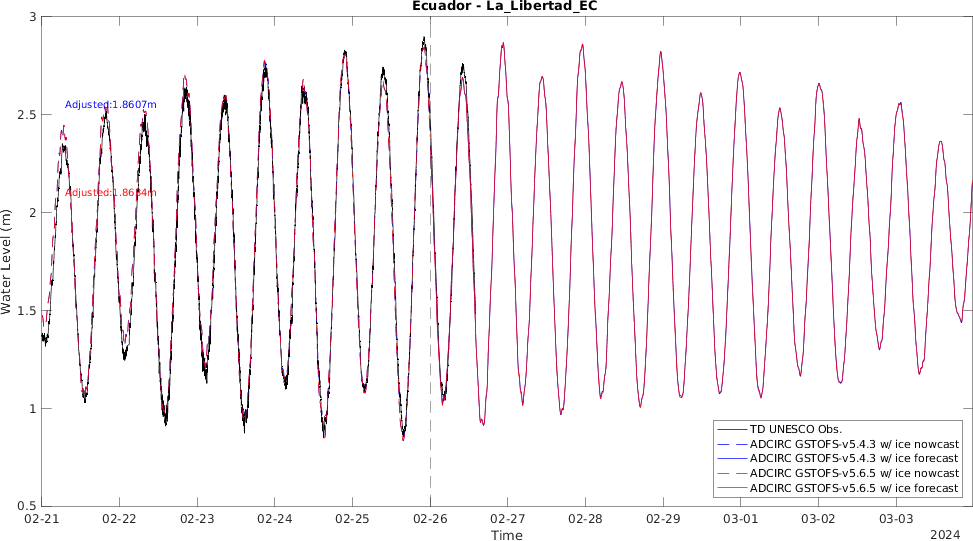 Ecuador - La_Libertad_EC
3
2.5
2
1.5
1
0.5
Water Level (m)
Adjusted:1.8607m
Adjusted:1.8634m
TD UNESCO Obs.
ADCIRC GSTOFS-v5.4.3 w/ ice nowcast
ADCIRC GSTOFS-v5.4.3 w/ ice forecast
ADCIRC GSTOFS-v5.6.5 w/ ice nowcast
ADCIRC GSTOFS-v5.6.5 w/ ice forecast
02-21 02-22 02-23 02-24 02-25 02-26 02-27 02-28 02-29 03-01 03-02 03-03
Time
2024